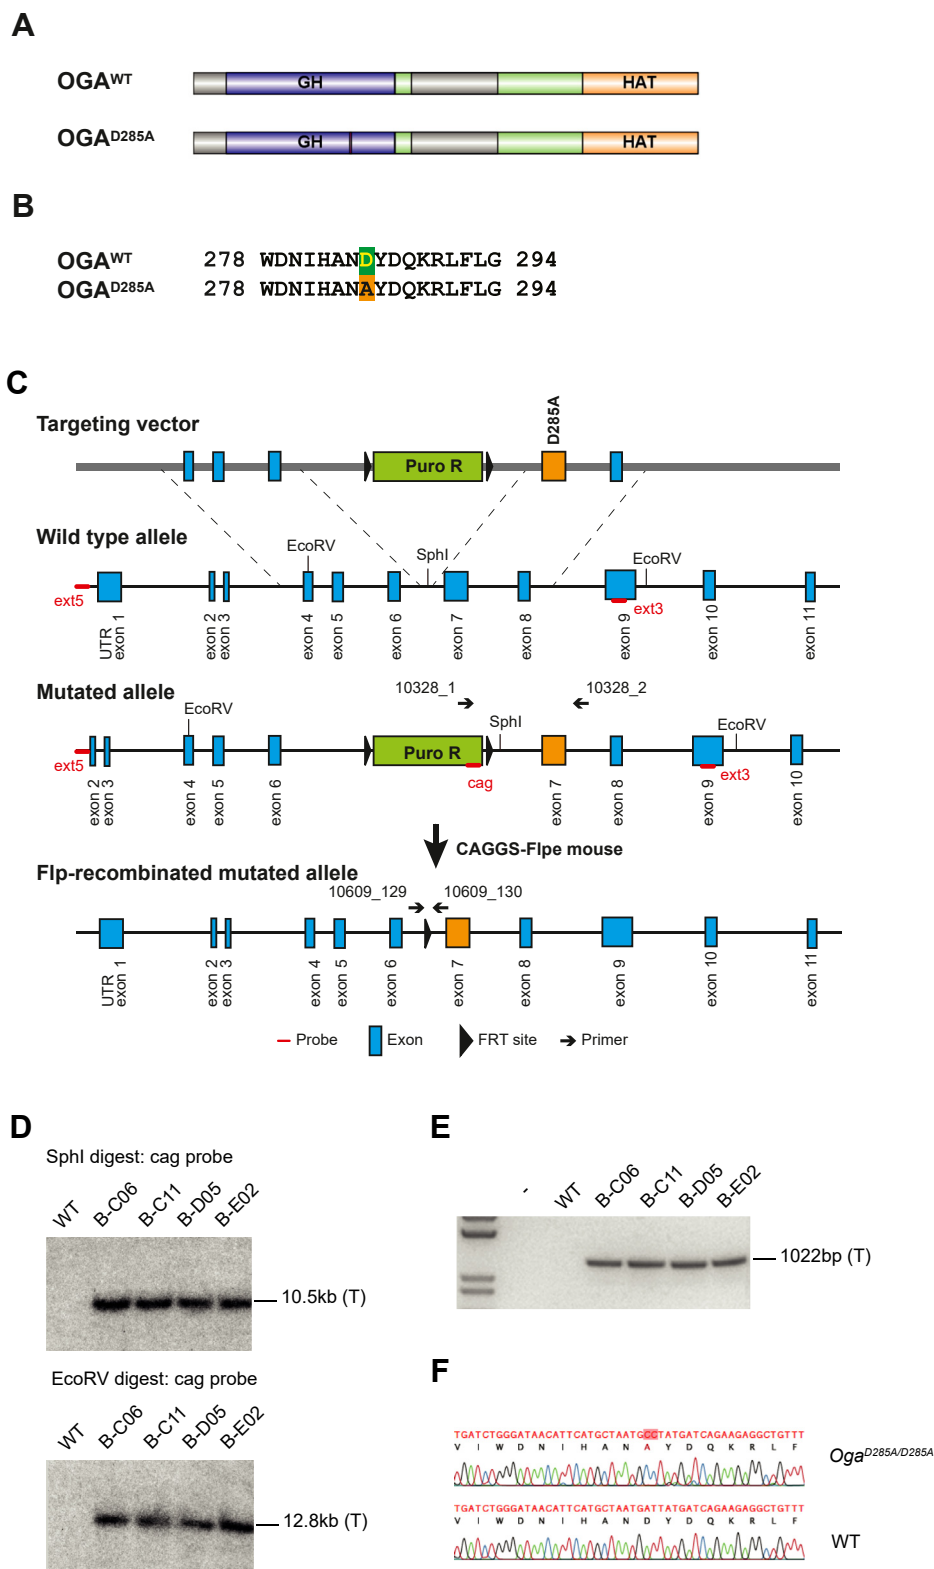 A
OGAWT
GH
HAT
OGAD285A
GH
HAT
B
OGAWT 278 WDNIHANDYDQKRLFLG 294
OGAD285A 278 WDNIHANAYDQKRLFLG 294
C
Targeting vector
D285A
Puro R
Wild type allele
EcoRV
SphI
EcoRV
ext5
ext3
UTR
exon 1
exon 2
exon 3
exon 4
exon 5
exon 6
exon 7
exon 8
exon 9
exon 10
exon 11
Mutated allele
10328_1
10328_2
EcoRV
SphI
EcoRV
Puro R
ext5
cag
ext3
exon 2
exon 3
exon 4
exon 5
exon 6
exon 7
exon 8
exon 9
exon 10
CAGGS-Flpe mouse
Flp-recombined mutated allele
10609_129
10609_130
UTR
exon 1
exon 2
exon 3
exon 4
exon 5
exon 6
exon 7
exon 8
exon 9
exon 10
exon 11
Probe
Exon
FRT site
Primer
D
SphI digest: cag probe
WT
B-C06
B-C11
B-D05
B-E02
10.5kb (T)
EcoRV digest: cag probe
WT
B-C06
B-C11
B-D05
B-E02
12.8kb (T)
E
-
WT
B-C06
B-C11
B-D05
B-E02
1022bp (T)
F
TGATCTGGGATAACATTCATGCTAATGCCTATGATCAGAAGAGGCTGTTT
V I W D N I H A N A Y D Q K R L F
OgaD285A/D285A
TGATCTGGGATAACATTCATGCTAATGATTATGATCAGAAGAGGCTGTTT
V I W D N I H A N D Y D Q K R L F
WT